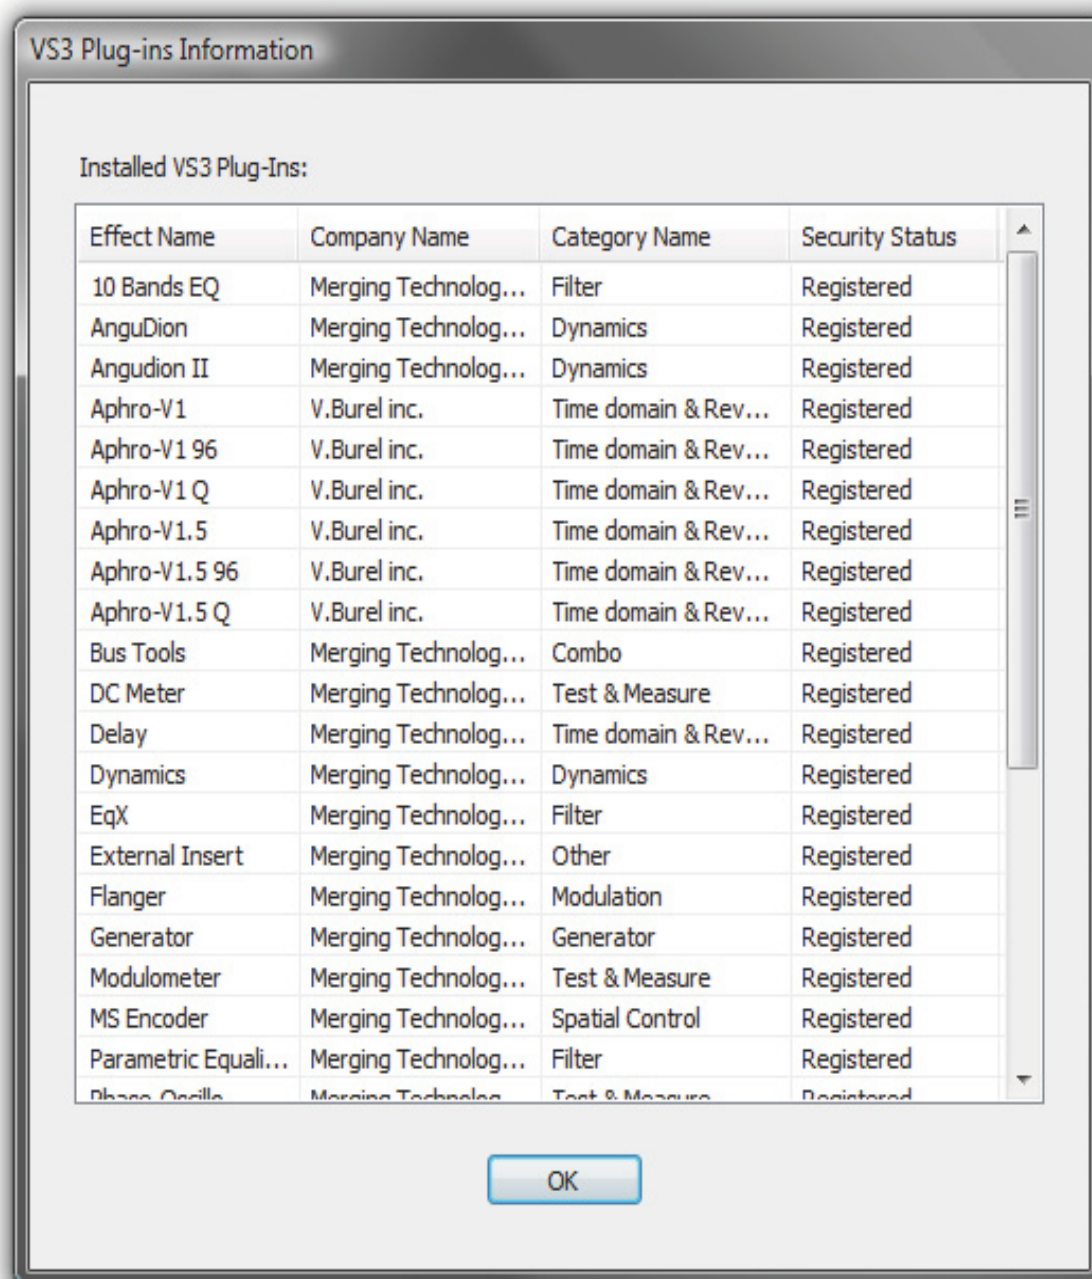 VS3 Plug-ins Information
Installed VS3 Plug-Ins:
Effect Name Company Name Category Name Security Status
10 Bands EQ Merging Technolog... Filter Registered
AnguDion Merging Technolog... Dynamics Registered
Angudion II Merging Technolog... Dynamics Registered
Aphro-V1 V.Burel inc. Time domain & Rev... Registered
Aphro-V1 96 V.Burel inc. Time domain & Rev... Registered
Aphro-V1 Q V.Burel inc. Time domain & Rev... Registered
Aphro-V1.5 V.Burel inc. Time domain & Rev... Registered
Aphro-V1.5 96 V.Burel inc. Time domain & Rev... Registered
Aphro-V1.5 Q V.Burel inc. Time domain & Rev... Registered
Bus Tools Merging Technolog... Combo Registered
DC Meter Merging Technolog... Test & Measure Registered
Delay Merging Technolog... Time domain & Rev... Registered
Dynamics Merging Technolog... Dynamics Registered
EqX Merging Technolog... Filter Registered
External Insert Merging Technolog... Other Registered
Flanger Merging Technolog... Modulation Registered
Generator Merging Technolog... Generator Registered
Modulometer Merging Technolog... Test & Measure Registered
MS Encoder Merging Technolog... Spatial Control Registered
Parametric Equali... Merging Technolog... Filter Registered
Phase Oscillo Merging Technolog Test & Measure Registered
OK